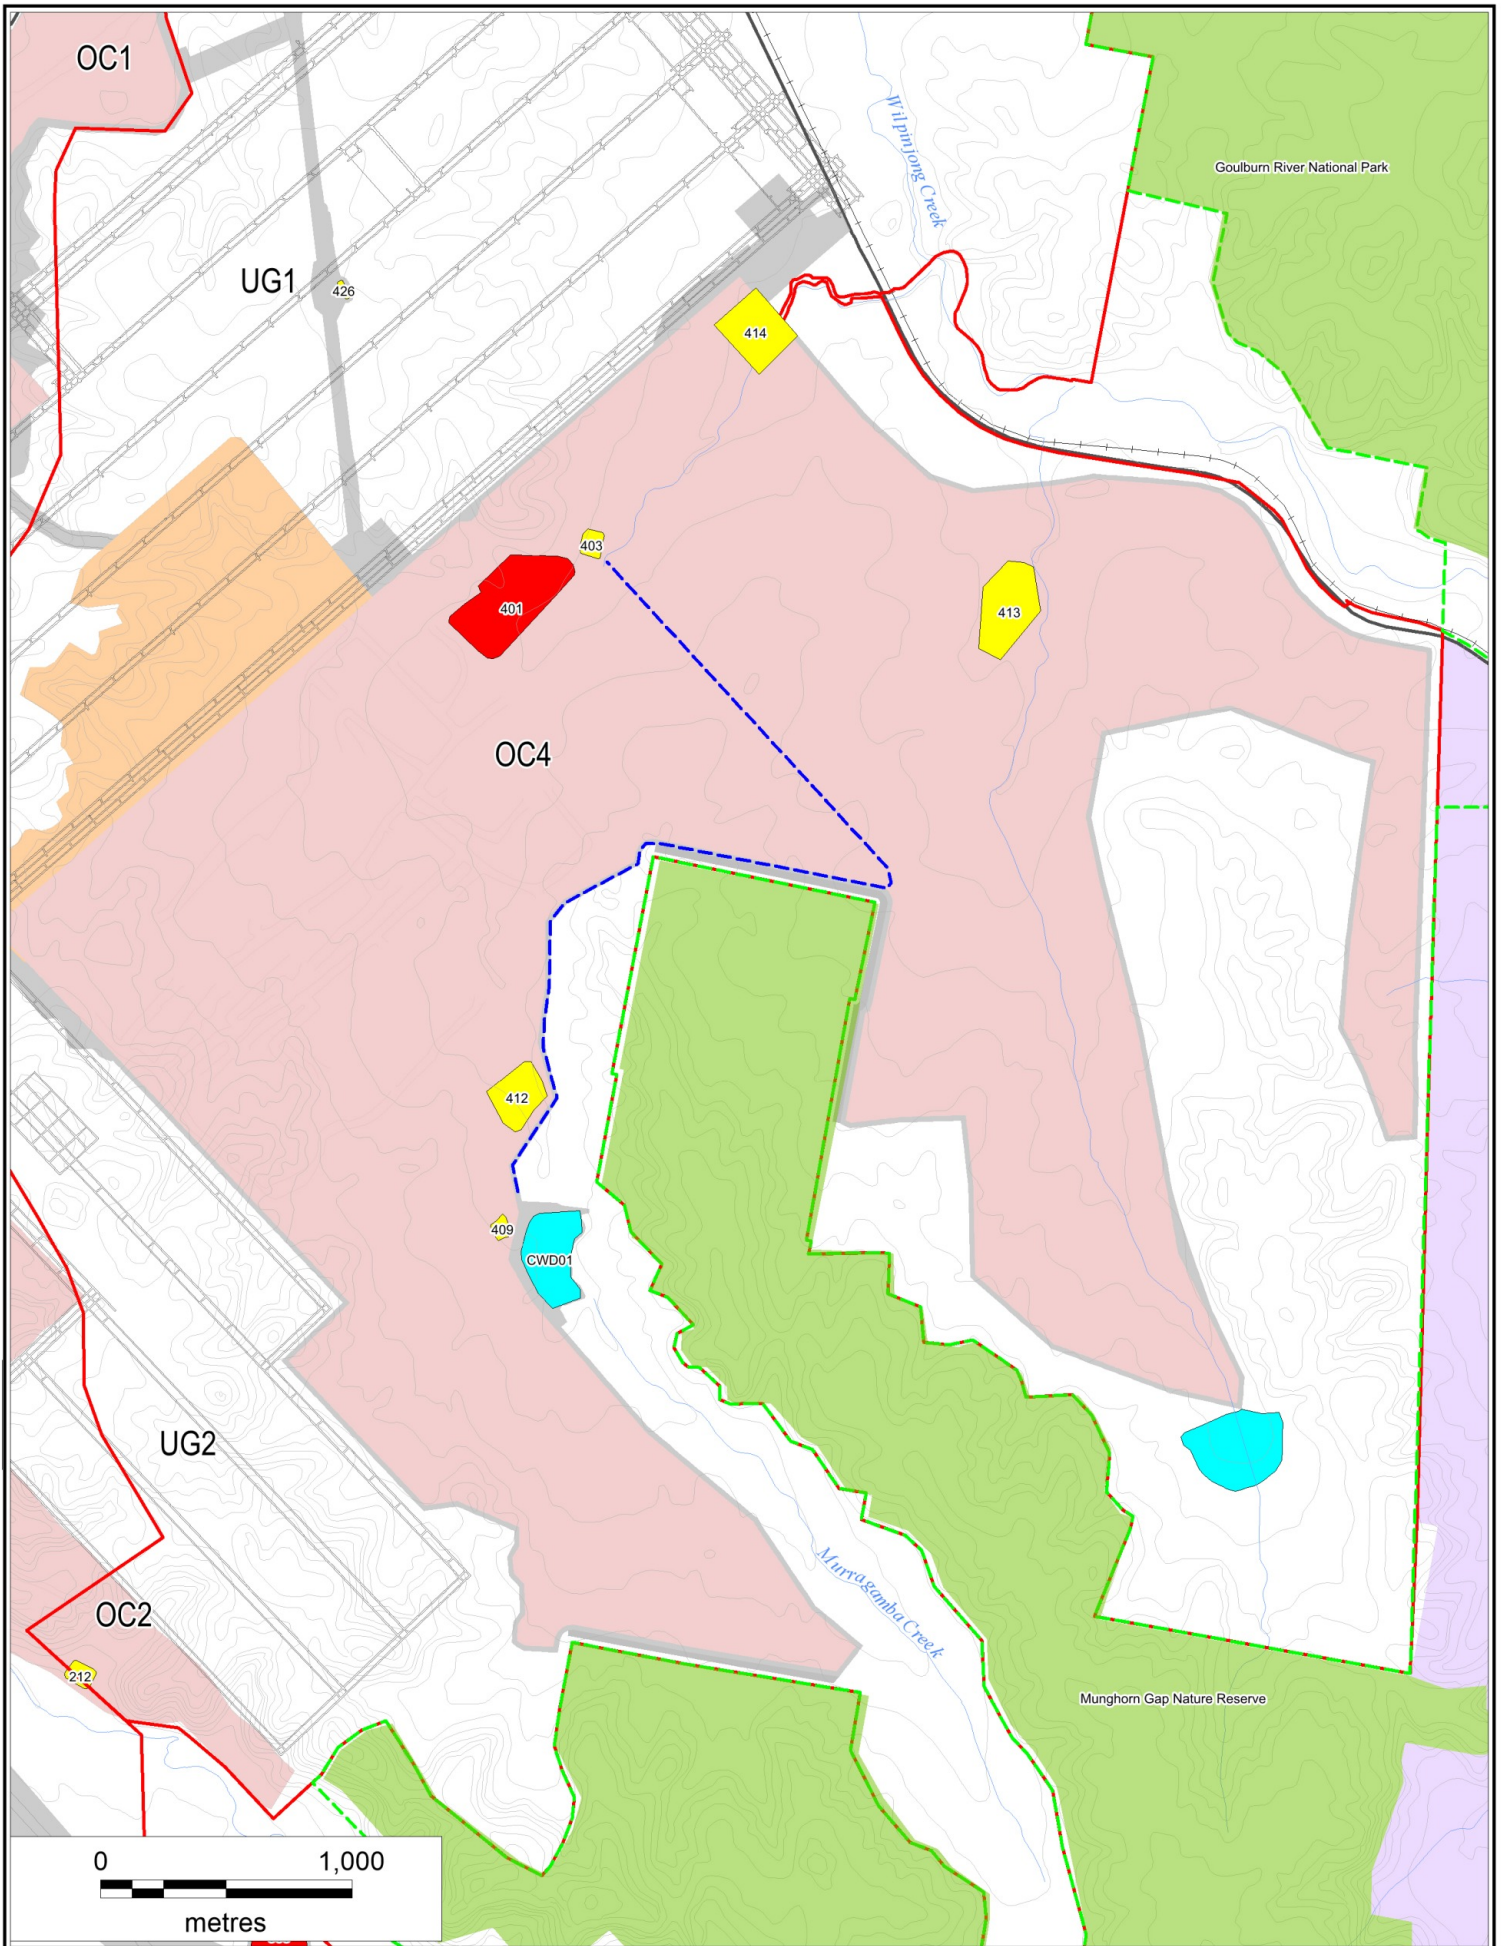 OC1
Wilpinjong Creek
Goulburn River National Park
UG1
426
414
403
401
413
OC4
412
409
CWD01
UG2
Murragamba Creek
OC2
212
Munghorn Gap Nature Reserve
0 1,000
metres